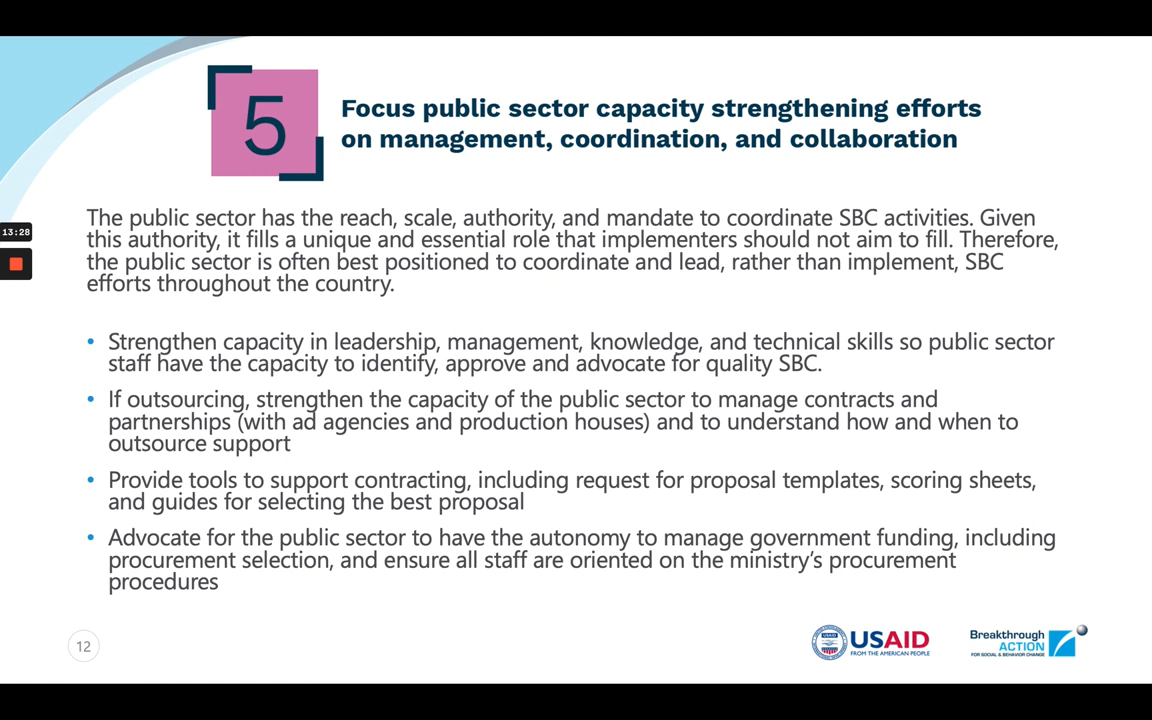 5
Focus public sector capacity strengthening efforts
on management, coordination, and collaboration
The public sector has the reach, scale, authority, and mandate to coordinate SBC activities. Given
this authority, it fills a unique and essential role that implementers should not aim to fill. Therefore,
the public sector is often best positioned to coordinate and lead, rather than implement, SBC
efforts throughout the country.
13:28
• Strengthen capacity in leadership, management, knowledge, and technical skills so public sector
staff have the capacity to identify, approve and advocate for quality SBC.
• If outsourcing, strengthen the capacity of the public sector to manage contracts and
partnerships (with ad agencies and production houses) and to understand how and when to
outsource support
• Provide tools to support contracting, including request for proposal templates, scoring sheets,
and guides for selecting the best proposal
• Advocate for the public sector to have the autonomy to manage government funding, including
procurement selection, and ensure all staff are oriented on the ministry’s procurement
procedures
12
USAID
FROM THE AMERICAN PEOPLE
Breakthrough
ACTION
FOR SOCIAL & BEHAVIOR CHANGE